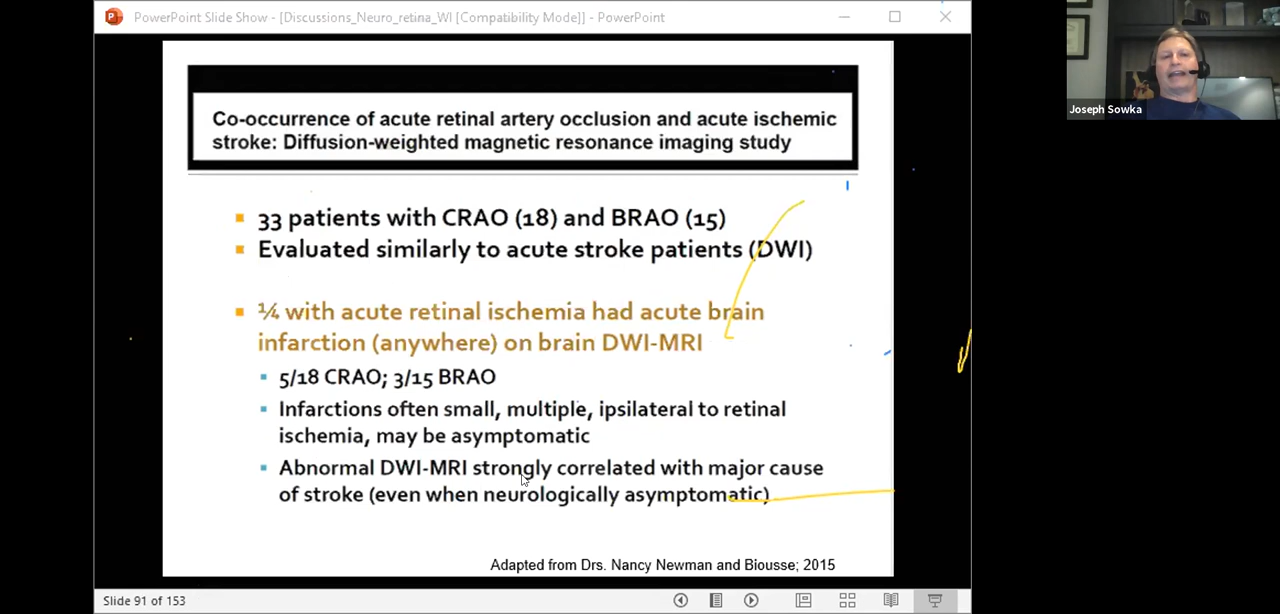 PowerPoint Slide Show - [Discussions_Neuro_retina_WI [Compatibility Mode]] - PowerPoint
Joseph Sowka
Co-occurrence of acute retinal artery occlusion and acute ischemic
stroke: Diffusion-weighted magnetic resonance imaging study
33 patients with CRAO (18) and BRAO (15)
Evaluated similarly to acute stroke patients (DWI)
¼ with acute retinal ischemia had acute brain
infarction (anywhere) on brain DWI-MRI
5/18 CRAO; 3/15 BRAO
Infarctions often small, multiple, ipsilateral to retinal
ischemia, may be asymptomatic
Abnormal DWI-MRI strongly correlated with major cause
of stroke (even when neurologically asymptomatic)
Adapted from Drs. Nancy Newman and Biousse; 2015
Slide 91 of 153